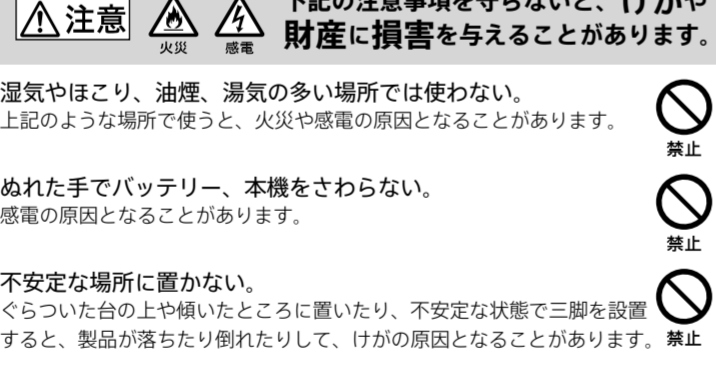 注意
火災
感電
下記の注意事項を守らないと、けがや
財産に損害を与えることがあります。
湿気やほこり、油煙、湯気の多い場所では使わない。
上記のような場所で使うと、火災や感電の原因となることがあります。
禁止
ぬれた手でバッテリー、本機をさわらない。
感電の原因となることがあります。
禁止
不安定な場所に置かない。
ぐらついた台の上や傾いたところに置いたり、不安定な状態で三脚を設置
すると、製品が落ちたり倒れたりして、けがの原因となることがあります。
禁止